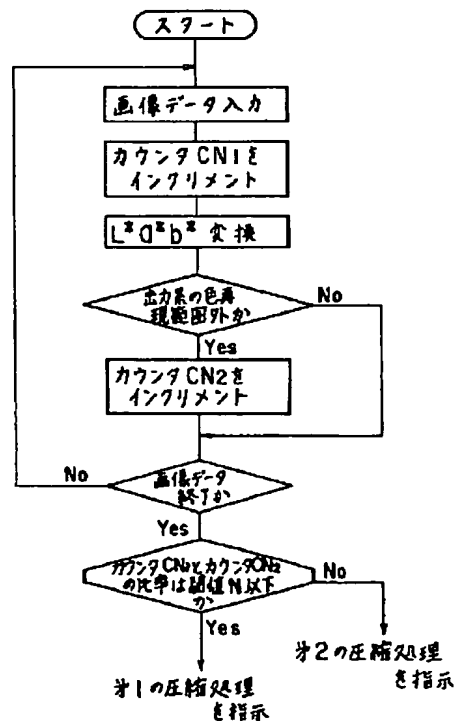 スタート
画像データ入力
カウンタCN1を
インクリメント
L*a*b* 変換
出力系の色再
現範囲外か
No
Yes
カウンタCN2を
インクリメント
No
画像データ
終了か
Yes
カウンタCN1とカウンタCN2
の比率は閾値N以下
か
No
Yes
才2の圧縮処理
を指示
才1の圧縮処理
を指示